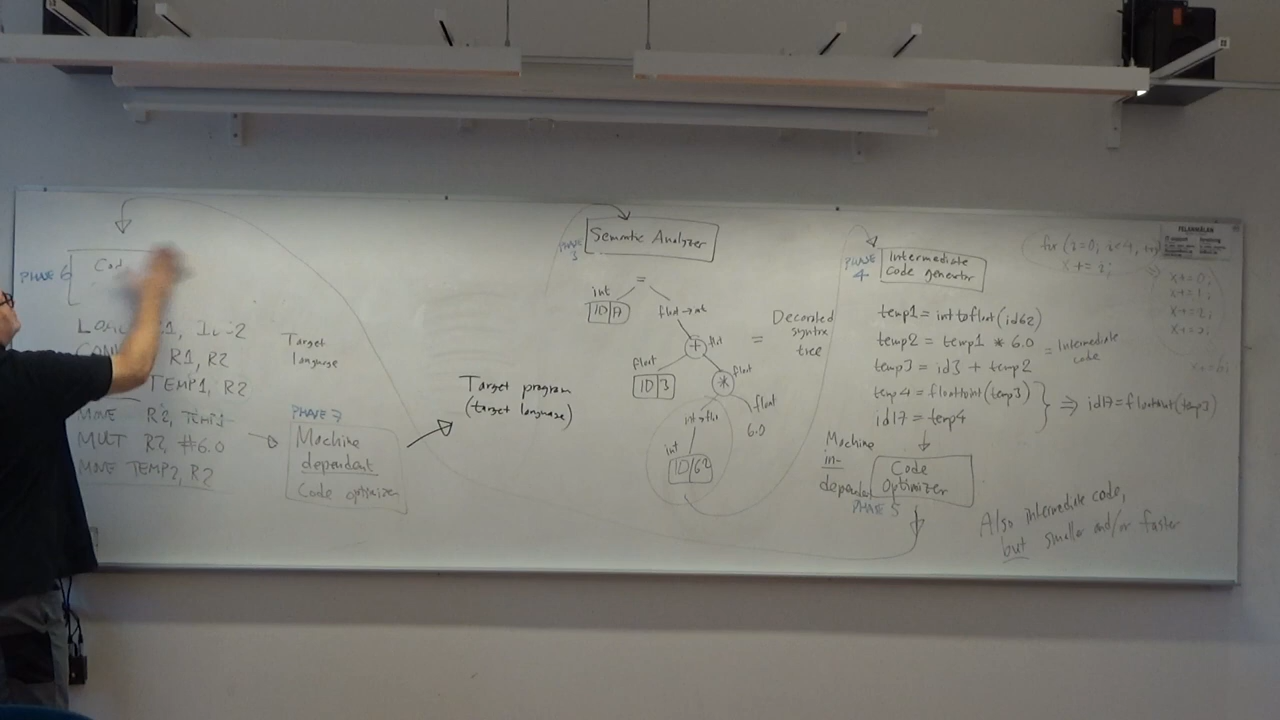 PHASE 6
R1, R2
TEMP1, R2
MOVE R2, TEMP1
MULT R2, #6.0
MOVE TEMP2, R2
Target
language
PHASE 7
Machine
dependent
Code optimizer
Target program
(target language)
PHASE
3
Semantic Analyzer
=
int
ID 17
float→int
+
float
float
ID 3
*
float
int→float
float
6.0
int
ID 62
= Decorated
syntax
tree
PHASE
4
Intermediate
Code generator
temp1 = inttofloat(id62)
temp2 = temp1 * 6.0
temp3 = id3 + temp2
temp4 = floattoint(temp3)
id17 = temp4
= Intermediate
code
} ⇒ id17 = floattoint(temp3)
Machine
in-
dependent
PHASE 5
Code
Optimizer
Also intermediate code,
but smaller and/or faster
for (i=0; i<4,
x += i;
x+=0;
x+=1;
x+=2;